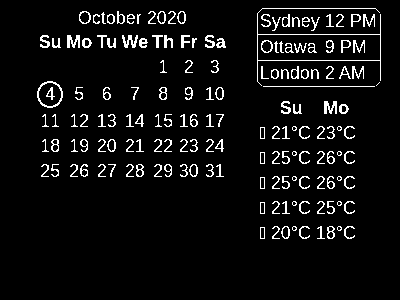 October 2020
Su Mo Tu We Th Fr Sa
1 2 3
4 5 6 7 8 9 10
11 12 13 14 15 16 17
18 19 20 21 22 23 24
25 26 27 28 29 30 31
Sydney 12 PM
Ottawa 9 PM
London 2 AM
Su Mo
21°C 23°C
25°C 26°C
25°C 26°C
21°C 25°C
20°C 18°C